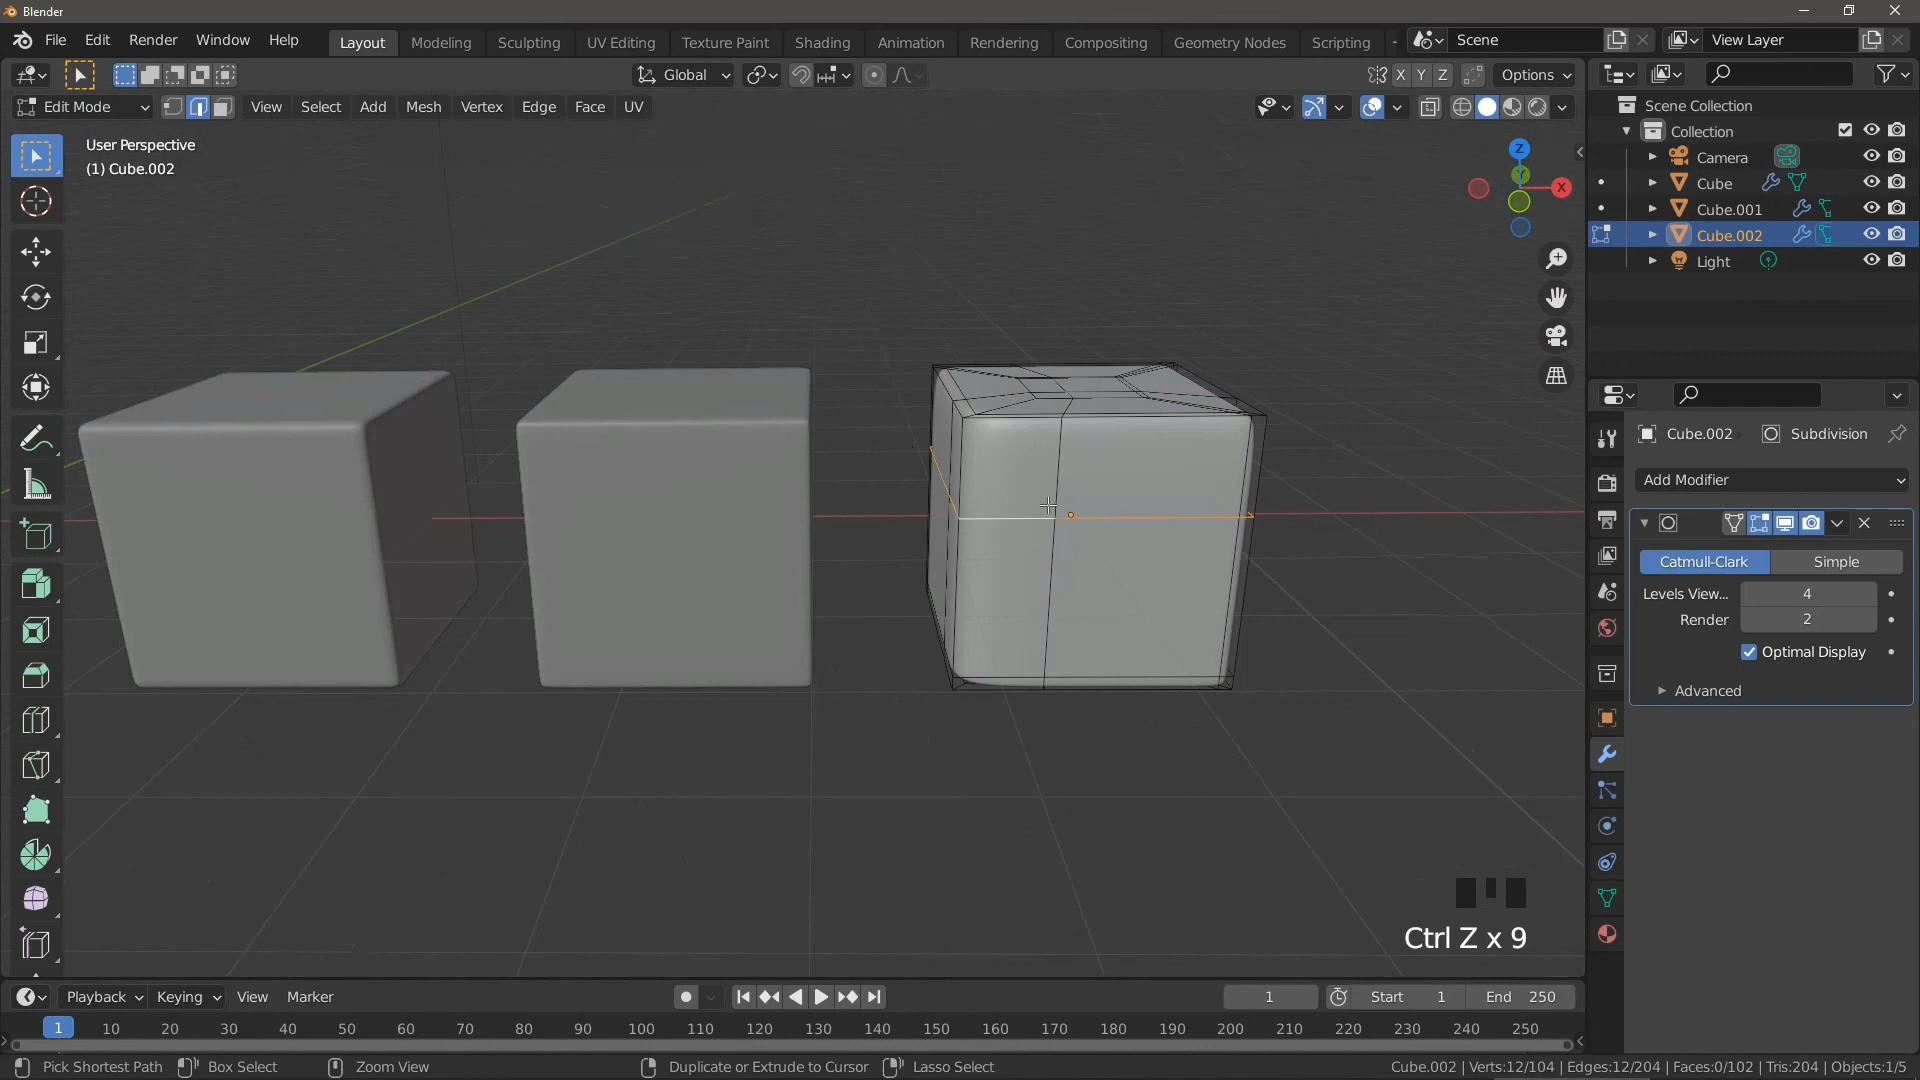 Blender
File Edit Render Window Help Layout Modeling Sculpting UV Editing Texture Paint Shading Animation Rendering Compositing Geometry Nodes Scripting Scene View Layer
Global X Y Z Options
Edit Mode View Select Add Mesh Vertex Edge Face UV
User Perspective
(1) Cube.002
Z
Y
X
Scene Collection
Collection
Camera
Cube
Cube.001
Cube.002
Light
Cube.002 Subdivision
Add Modifier
Catmull-Clark Simple
Levels View... 4
Render 2
Optimal Display
Advanced
Ctrl Z x 9
Playback Keying View Marker 1 Start 1 End 250
1 10 20 30 40 50 60 70 80 90 100 110 120 130 140 150 160 170 180 190 200 210 220 230 240 250
Pick Shortest Path Box Select Zoom View Duplicate or Extrude to Cursor Lasso Select Cube.002 | Verts:12/104 | Edges:12/204 | Faces:0/102 | Tris:204 | Objects:1/5